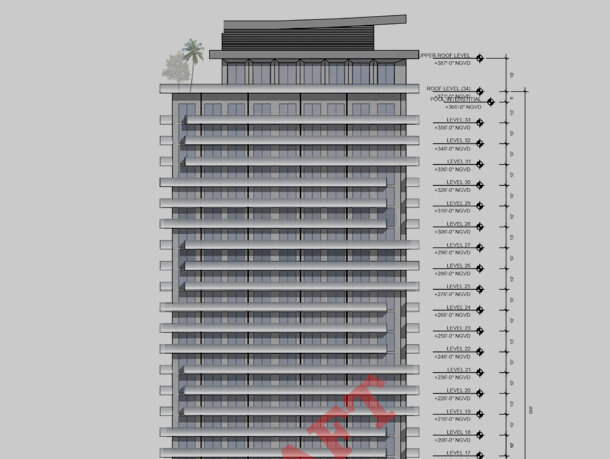 UPPER ROOF LEVEL
+387'-0" NGVD
ROOF LEVEL (34)
+371'-0" NGVD
POOL INTERSTITIAL
+366'-0" NGVD
LEVEL 33
+356'-0" NGVD
LEVEL 32
+346'-0" NGVD
LEVEL 31
+336'-0" NGVD
LEVEL 30
+326'-0" NGVD
LEVEL 29
+316'-0" NGVD
LEVEL 28
+306'-0" NGVD
LEVEL 27
+296'-0" NGVD
LEVEL 26
+286'-0" NGVD
LEVEL 25
+276'-0" NGVD
LEVEL 24
+266'-0" NGVD
LEVEL 23
+256'-0" NGVD
LEVEL 22
+246'-0" NGVD
LEVEL 21
+236'-0" NGVD
LEVEL 20
+226'-0" NGVD
LEVEL 19
+216'-0" NGVD
LEVEL 18
+206'-0" NGVD
LEVEL 17
AFT